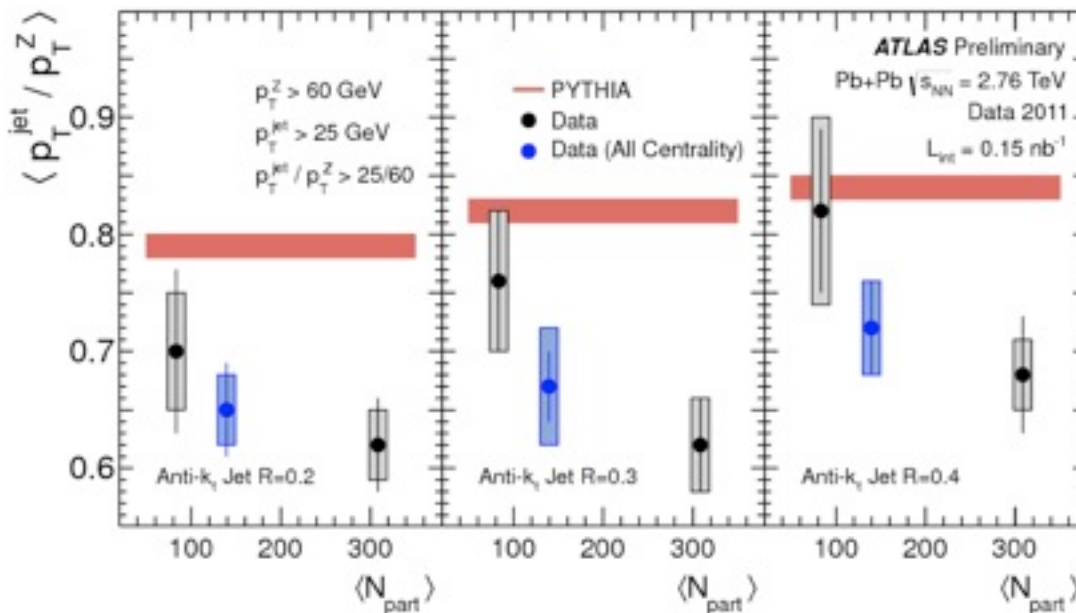 ⟨p_T^jet / p_T^Z⟩
0.9
0.8
0.7
0.6
p_T^Z > 60 GeV
p_T^jet > 25 GeV
p_T^jet / p_T^Z > 25/60
Anti-k_t Jet R=0.2
100 200 300
⟨N_part⟩
PYTHIA
Data
Data (All Centrality)
Anti-k_t Jet R=0.3
100 200 300
⟨N_part⟩
ATLAS Preliminary
Pb+Pb √s_NN = 2.76 TeV
Data 2011
L_int = 0.15 nb⁻¹
Anti-k_t Jet R=0.4
100 200 300
⟨N_part⟩